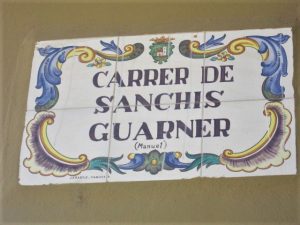 CARRER DE
SANCHIS
GUARNER
(Manuel)